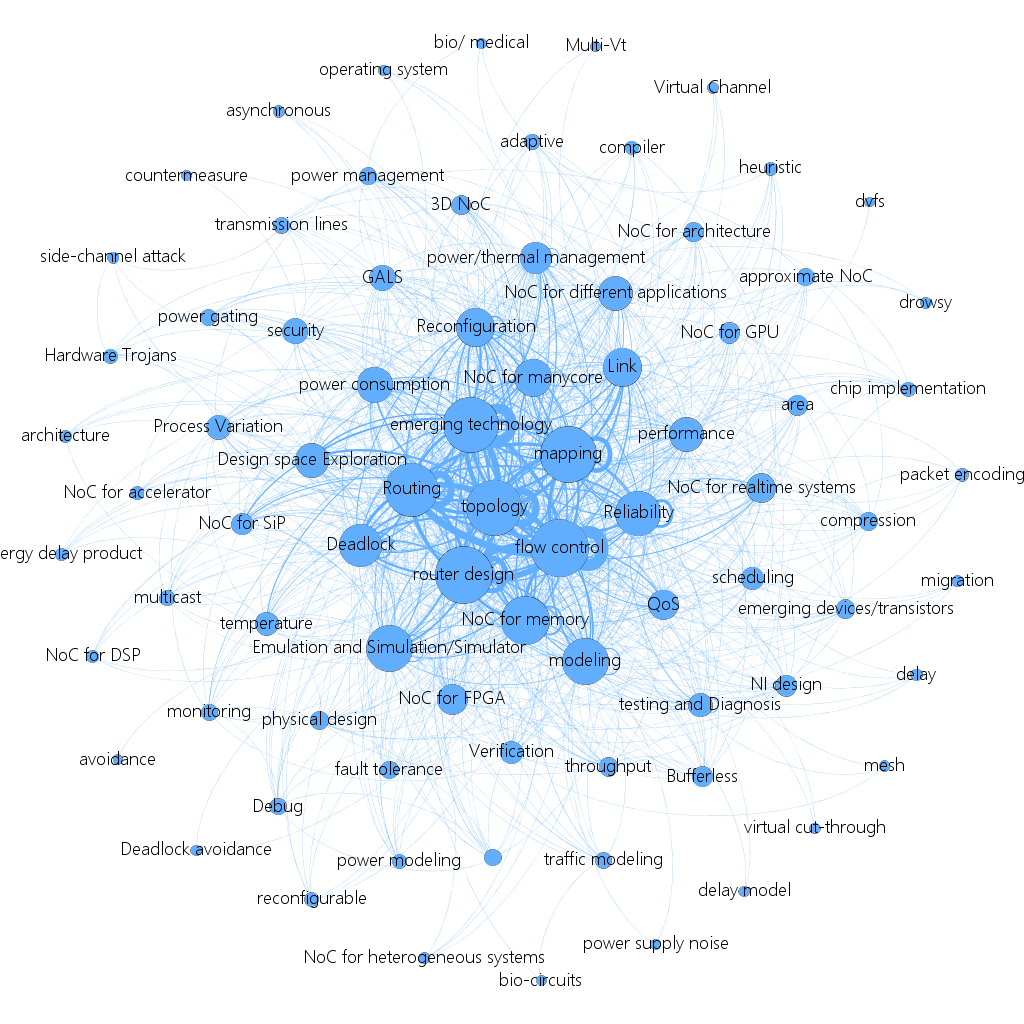 bio/ medical
Multi-Vt
operating system
Virtual Channel
asynchronous
adaptive
compiler
heuristic
countermeasure
power management
3D NoC
dvfs
transmission lines
NoC for architecture
side-channel attack
power/thermal management
GALS
approximate NoC
NoC for different applications
drowsy
power gating
Reconfiguration
security
NoC for GPU
Hardware Trojans
Link
NoC for manycore
power consumption
chip implementation
area
emerging technology
Process Variation
architecture
performance
mapping
Design space Exploration
packet encoding
Routing
NoC for realtime systems
NoC for accelerator
topology
Reliability
NoC for SiP
compression
Deadlock
flow control
ergy delay product
router design
scheduling
migration
multicast
QoS
emerging devices/transistors
NoC for memory
temperature
Emulation and Simulation/Simulator
NoC for DSP
modeling
delay
NI design
NoC for FPGA
testing and Diagnosis
monitoring
physical design
Verification
avoidance
throughput
mesh
fault tolerance
Bufferless
Debug
virtual cut-through
Deadlock avoidance
power modeling
traffic modeling
delay model
reconfigurable
power supply noise
NoC for heterogeneous systems
bio-circuits